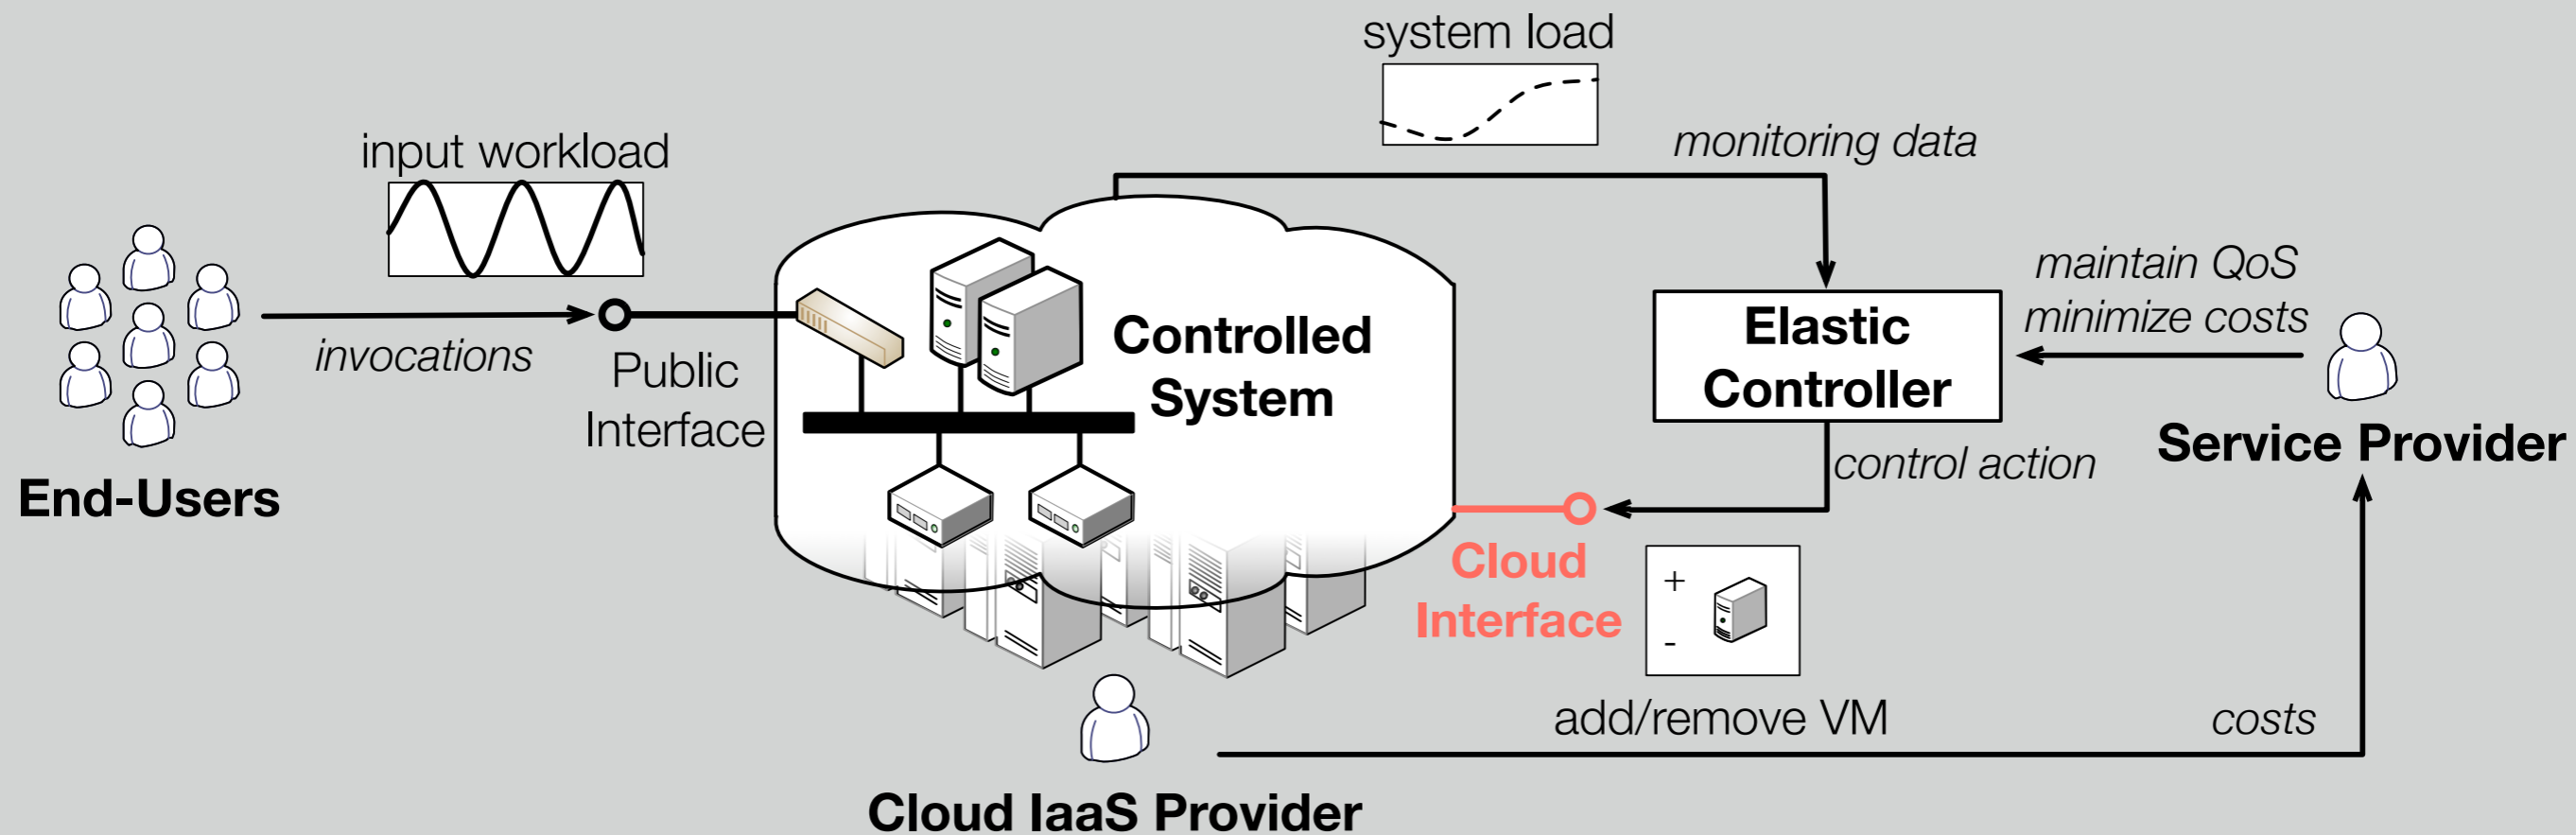 system load
input workload
monitoring data
maintain QoS
minimize costs
Elastic
Controller
Controlled
System
invocations
Public
Interface
control action
Service Provider
End-Users
Cloud
Interface
+
-
add/remove VM
costs
Cloud IaaS Provider